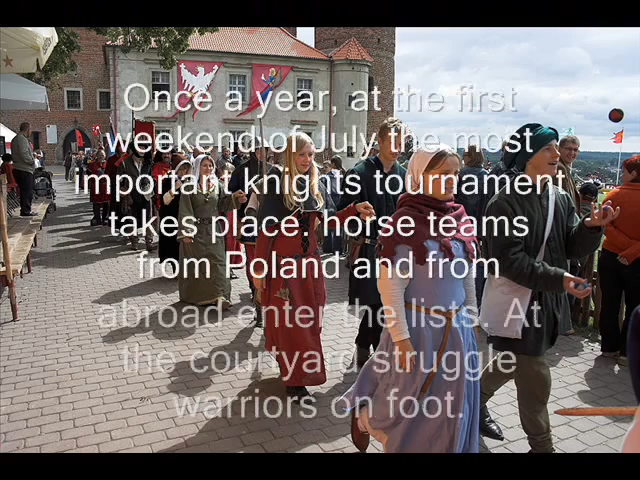 Once a year, at the first
weekend of July the most
important knights tournament
takes place. horse teams
from Poland and from
abroad enter the lists. At
the courtyard struggle
warriors on foot.